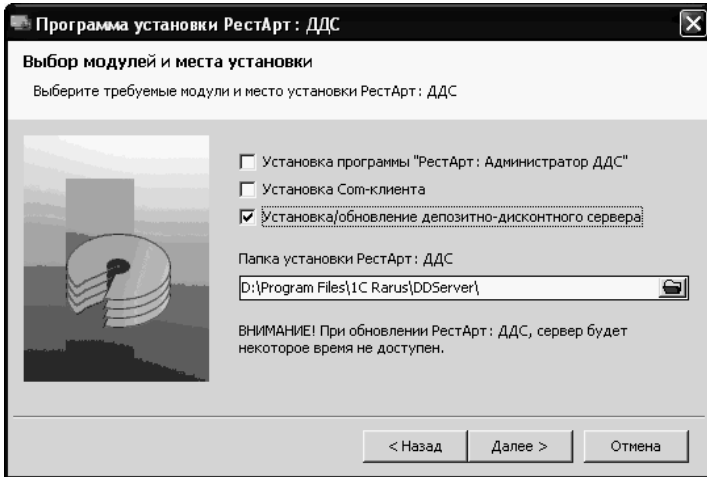 Программа установки РестАрт: ДДС
Выбор модулей и места установки
Выберите требуемые модули и место установки РестАрт: ДДС
Установка программы "РестАрт: Администратор ДДС"
Установка Com-клиента
Установка/обновление депозитно-дисконтного сервера
Папка установки РестАрт: ДДС
D:\Program Files\1C Rarus\DDServer\
ВНИМАНИЕ! При обновлении РестАрт: ДДС, сервер будет
некоторое время не доступен.
< Назад
Далее >
Отмена